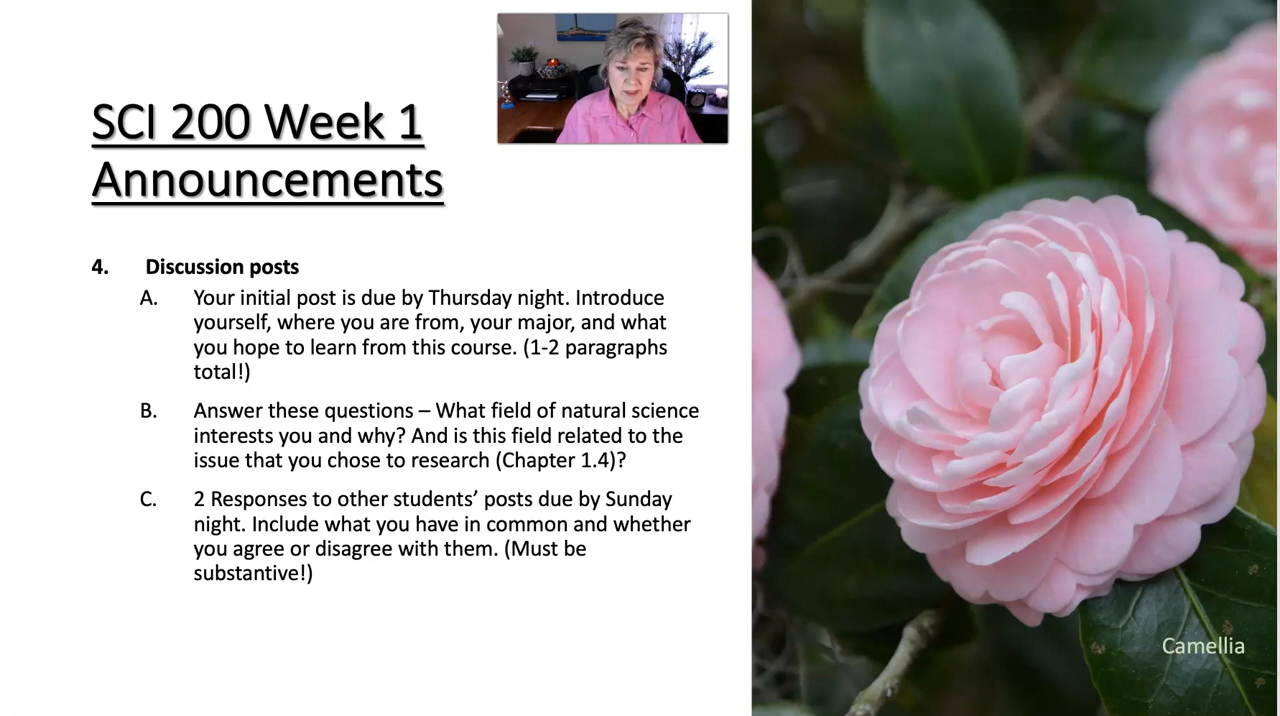 SCI 200 Week 1
Announcements
4. Discussion posts
A. Your initial post is due by Thursday night. Introduce
yourself, where you are from, your major, and what
you hope to learn from this course. (1-2 paragraphs
total!)
B. Answer these questions – What field of natural science
interests you and why? And is this field related to the
issue that you chose to research (Chapter 1.4)?
C. 2 Responses to other students’ posts due by Sunday
night. Include what you have in common and whether
you agree or disagree with them. (Must be
substantive!)
Camellia